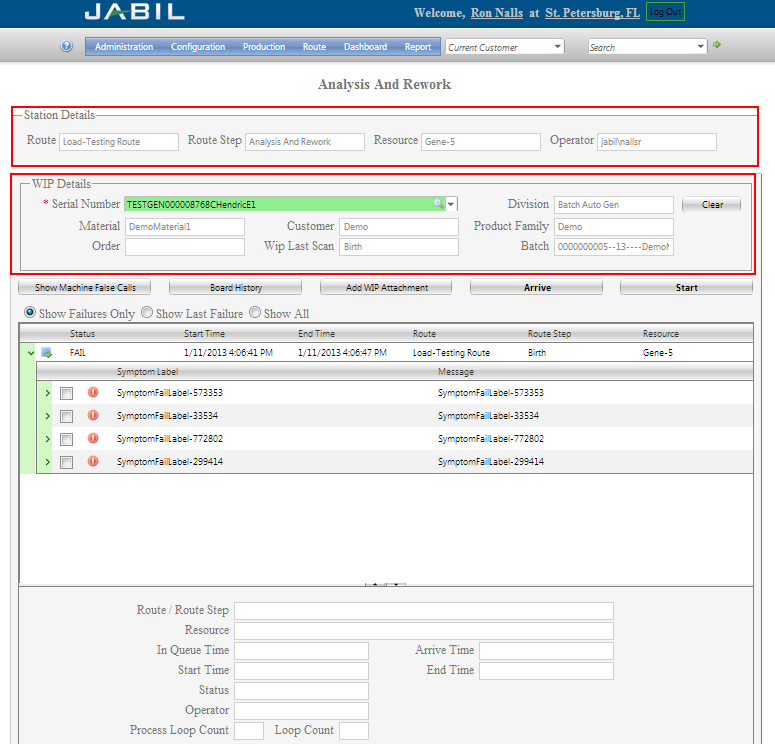 JABIL
Welcome, Ron Nalls at St. Petersburg, FL Log Out
Administration Configuration Production Route Dashboard Report Current Customer Search
Analysis And Rework
Station Details
Route Load-Testing Route Route Step Analysis And Rework Resource Gene-5 Operator jabil\nallsr
WIP Details
* Serial Number TESTGEN000008768CHendricE1 Division Batch Auto Gen Clear
Material DemoMaterial1 Customer Demo Product Family Demo
Order Wip Last Scan Birth Batch 0000000005--13----Demo
Show Machine False Calls Board History Add WIP Attachment Arrive Start
Show Failures Only Show Last Failure Show All
Status Start Time End Time Route Route Step Resource
FAIL 1/11/2013 4:06:41 PM 1/11/2013 4:06:47 PM Load-Testing Route Birth Gene-5
Symptom Label Message
SymptomFailLabel-573353 SymptomFailLabel-573353
SymptomFailLabel-33534 SymptomFailLabel-33534
SymptomFailLabel-772802 SymptomFailLabel-772802
SymptomFailLabel-299414 SymptomFailLabel-299414
Route / Route Step
Resource
In Queue Time Arrive Time
Start Time End Time
Status
Operator
Process Loop Count Loop Count